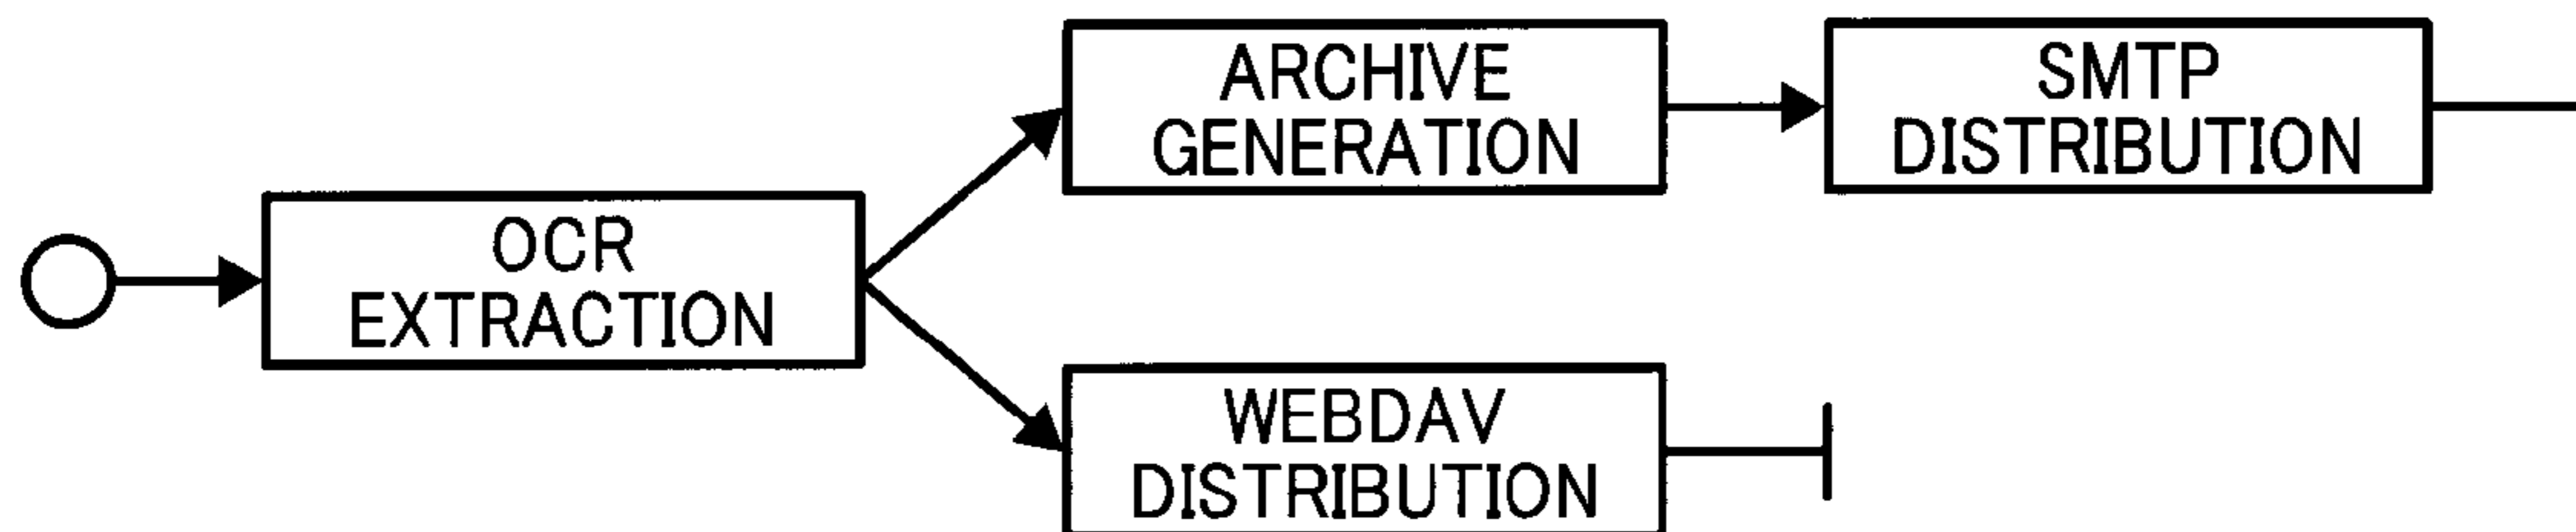 OCR
EXTRACTION
ARCHIVE
GENERATION
SMTP
DISTRIBUTION
WEBDAV
DISTRIBUTION